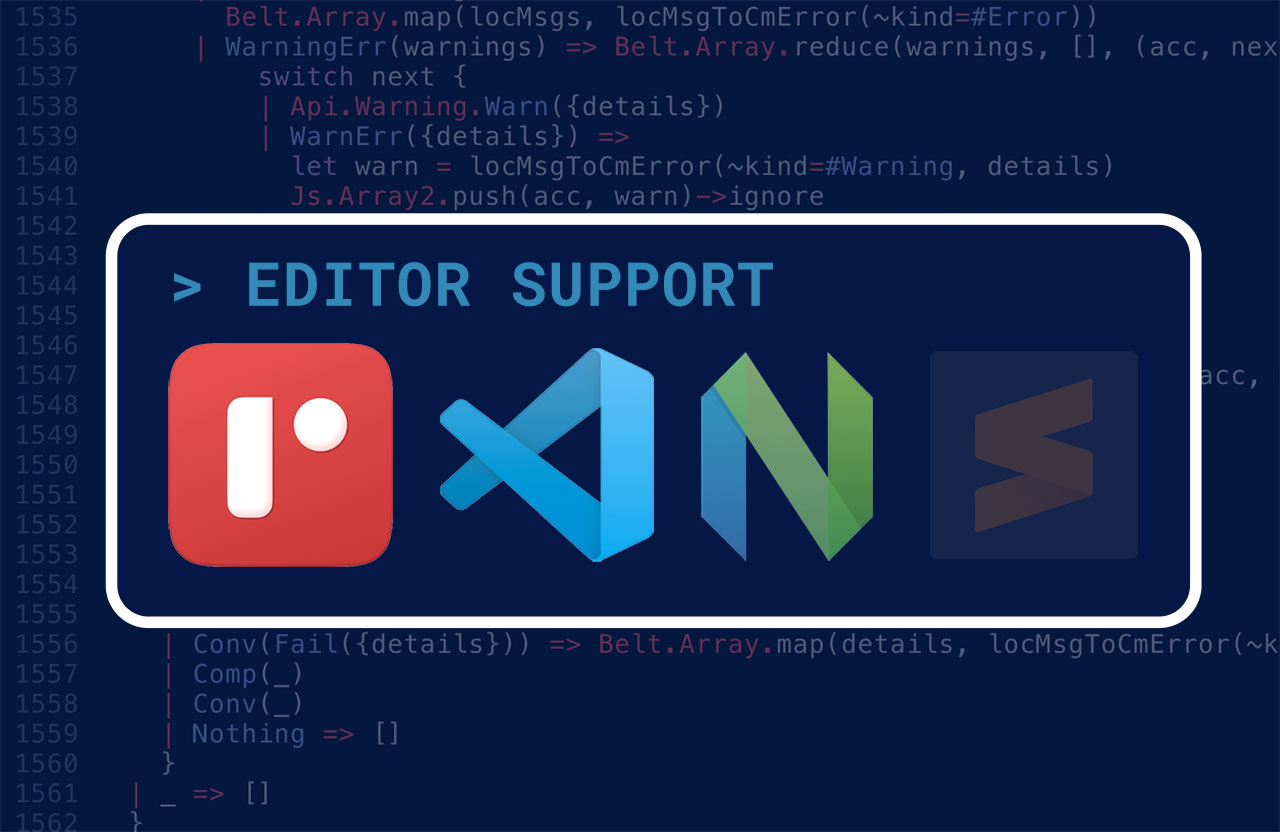 1535 Belt.Array.map(locMsgs, locMsgToCmError(~kind=#Error))
1536 | WarningErr(warnings) => Belt.Array.reduce(warnings, [], (acc, nex
1537 switch next {
1538 | Api.Warning.Warn({details})
1539 | WarnErr({details}) =>
1540 let warn = locMsgToCmError(~kind=#Warning, details)
1541 Js.Array2.push(acc, warn)->ignore
1542
1543
> EDITOR SUPPORT
1544
1545
1546
1547 acc,
1548
1549
1550
1551
1552
1553
1554
1555
1556 | Conv(Fail({details})) => Belt.Array.map(details, locMsgToCmError(~k
1557 | Comp(_)
1558 | Conv(_)
1559 | Nothing => []
1560 }
1561 | _ => []
1562 }